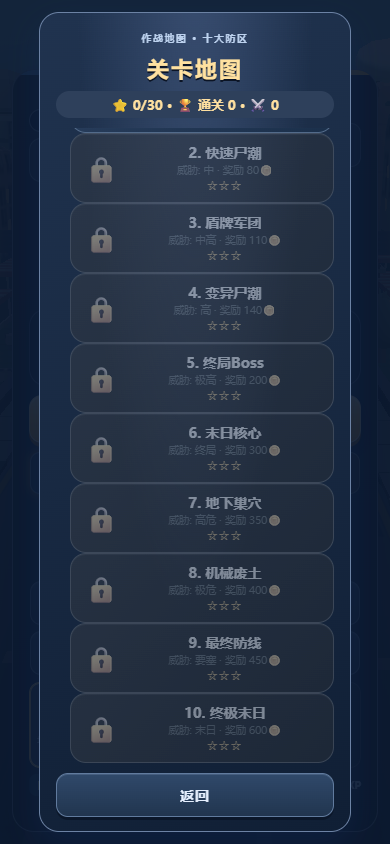 作战地图 • 十大防区
关卡地图
⭐ 0/30 • 🏆 通关 0 • ⚔️ 0
2. 快速尸潮
威胁: 中 · 奖励 80
☆☆☆
3. 盾牌军团
威胁: 中高 · 奖励 110
☆☆☆
4. 变异尸潮
威胁: 高 · 奖励 140
☆☆☆
5. 终局Boss
威胁: 极高 · 奖励 200
☆☆☆
6. 末日核心
威胁: 终局 · 奖励 300
☆☆☆
7. 地下巢穴
威胁: 高危 · 奖励 350
☆☆☆
8. 机械废土
威胁: 极危 · 奖励 400
☆☆☆
9. 最终防线
威胁: 要塞 · 奖励 450
☆☆☆
10. 终极末日
威胁: 末日 · 奖励 600
☆☆☆
返回